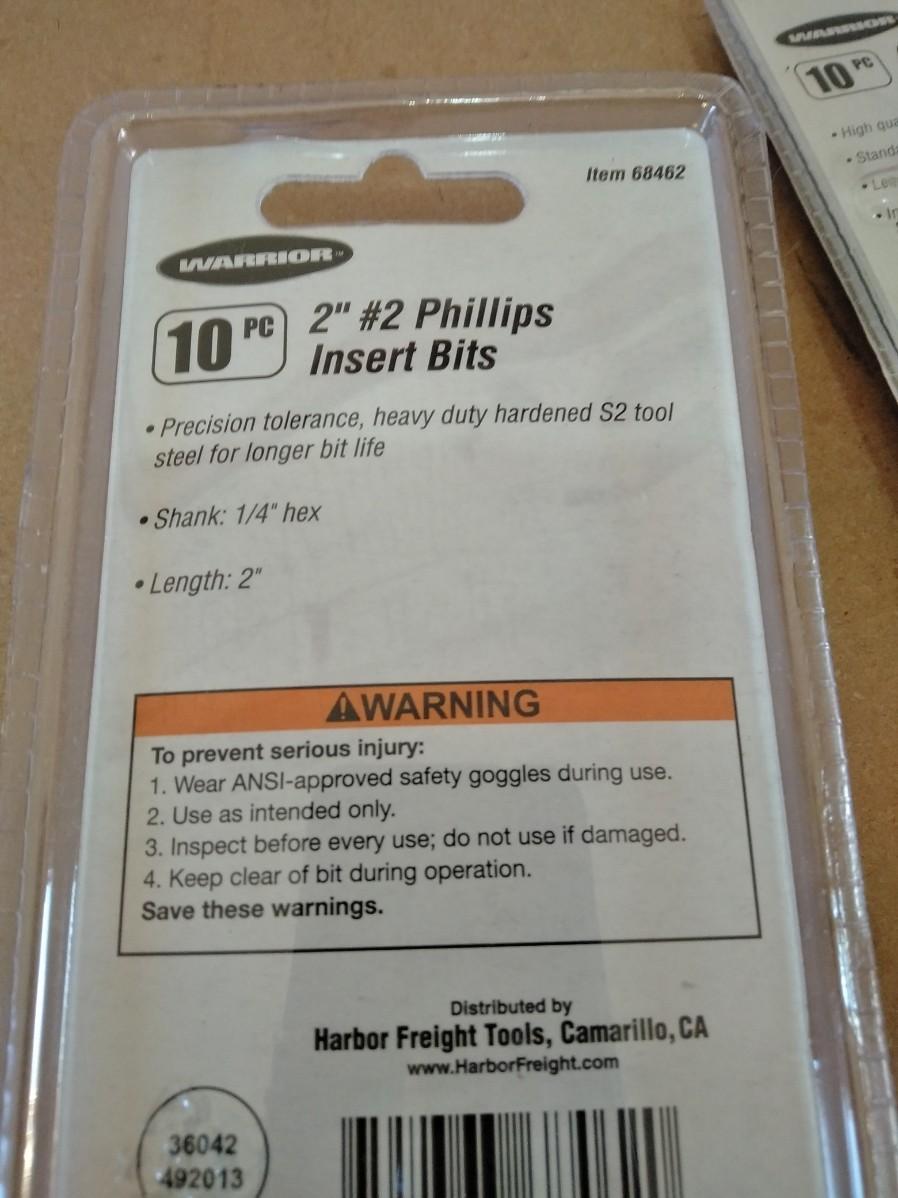 Item 68462
WARRIOR™
10 PC
2" #2 Phillips
Insert Bits
• Precision tolerance, heavy duty hardened S2 tool
steel for longer bit life
• Shank: 1/4" hex
• Length: 2"
⚠WARNING
To prevent serious injury:
1. Wear ANSI-approved safety goggles during use.
2. Use as intended only.
3. Inspect before every use; do not use if damaged.
4. Keep clear of bit during operation.
Save these warnings.
Distributed by
Harbor Freight Tools, Camarillo, CA
www.HarborFreight.com
36042
492013
WARRIOR
10 PC
• High